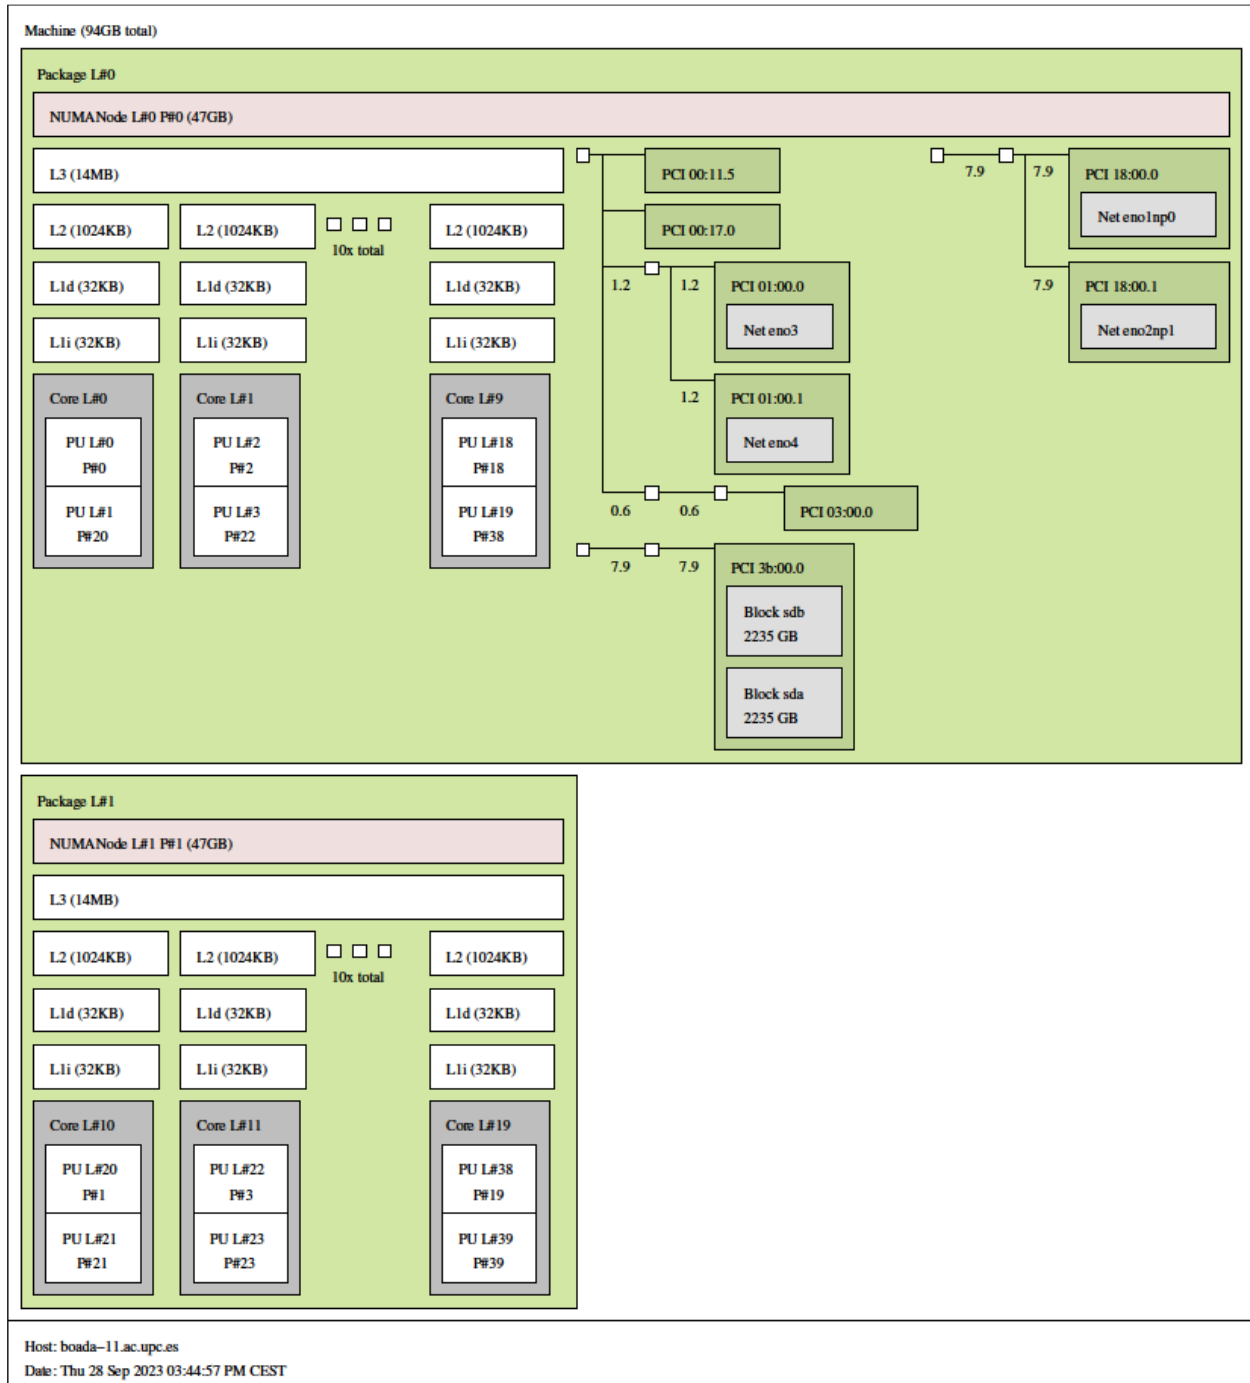 Machine (94GB total)
Package L#0
NUMANode L#0 P#0 (47GB)
L3 (14MB)
L2 (1024KB)
L2 (1024KB)
10x total
L2 (1024KB)
L1d (32KB)
L1d (32KB)
L1d (32KB)
L1i (32KB)
L1i (32KB)
L1i (32KB)
Core L#0
PU L#0
P#0
PU L#1
P#20
Core L#1
PU L#2
P#2
PU L#3
P#22
Core L#9
PU L#18
P#18
PU L#19
P#38
PCI 00:11.5
PCI 00:17.0
1.2
1.2
PCI 01:00.0
Net eno3
1.2
PCI 01:00.1
Net eno4
0.6
0.6
PCI 03:00.0
7.9
7.9
PCI 3b:00.0
Block sdb
2235 GB
Block sda
2235 GB
7.9
7.9
PCI 18:00.0
Net eno1np0
7.9
PCI 18:00.1
Net eno2np1
Package L#1
NUMANode L#1 P#1 (47GB)
L3 (14MB)
L2 (1024KB)
L2 (1024KB)
10x total
L2 (1024KB)
L1d (32KB)
L1d (32KB)
L1d (32KB)
L1i (32KB)
L1i (32KB)
L1i (32KB)
Core L#10
PU L#20
P#1
PU L#21
P#21
Core L#11
PU L#22
P#3
PU L#23
P#23
Core L#19
PU L#38
P#19
PU L#39
P#39
Host: boada–11.ac.upc.es
Date: Thu 28 Sep 2023 03:44:57 PM CEST